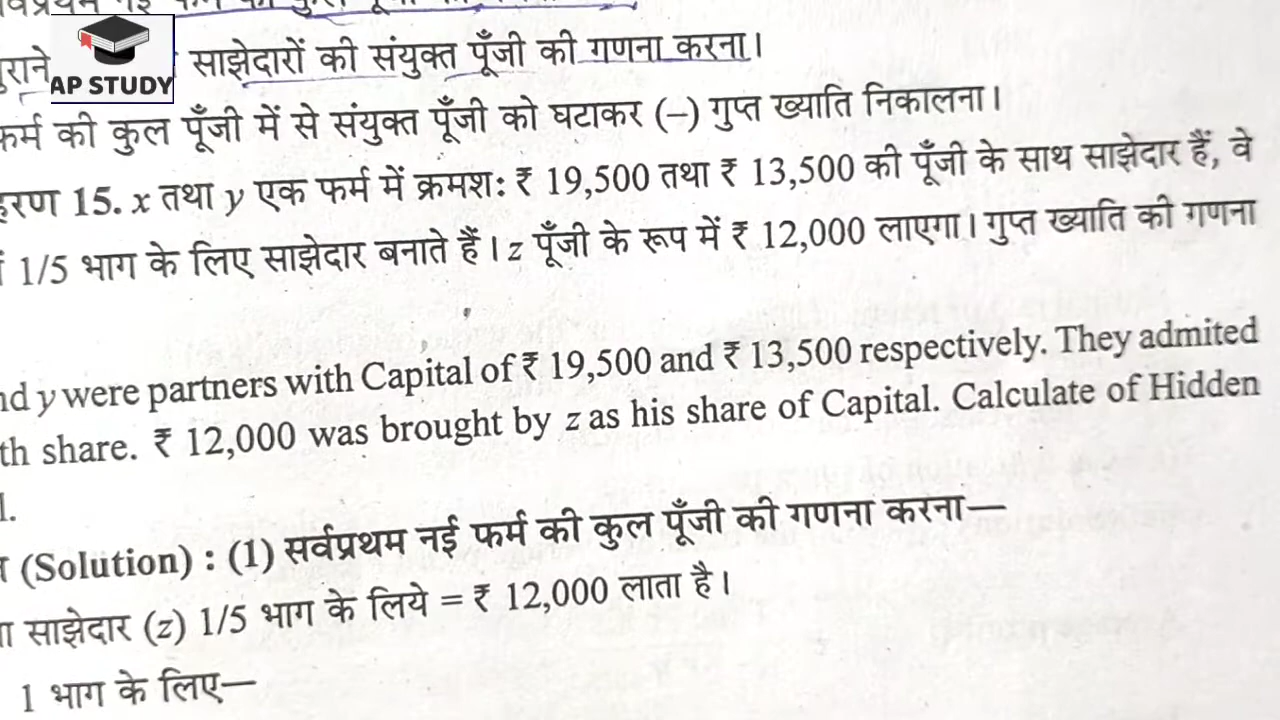 AP STUDY
साझेदारों की संयुक्त पूँजी की गणना करना।
फर्म की कुल पूँजी में से संयुक्त पूँजी को घटाकर (–) गुप्त ख्याति निकालना।
15. x तथा y एक फर्म में क्रमश: ₹ 19,500 तथा ₹ 13,500 की पूँजी के साथ साझेदार हैं, वे
1/5 भाग के लिए साझेदार बनाते हैं। z पूँजी के रूप में ₹ 12,000 लाएगा। गुप्त ख्याति की गणना
y were partners with Capital of ₹ 19,500 and ₹ 13,500 respectively. They admited
th share. ₹ 12,000 was brought by z as his share of Capital. Calculate of Hidden
(Solution) : (1) सर्वप्रथम नई फर्म की कुल पूँजी की गणना करना—
साझेदार (z) 1/5 भाग के लिये = ₹ 12,000 लाता है।
1 भाग के लिए—